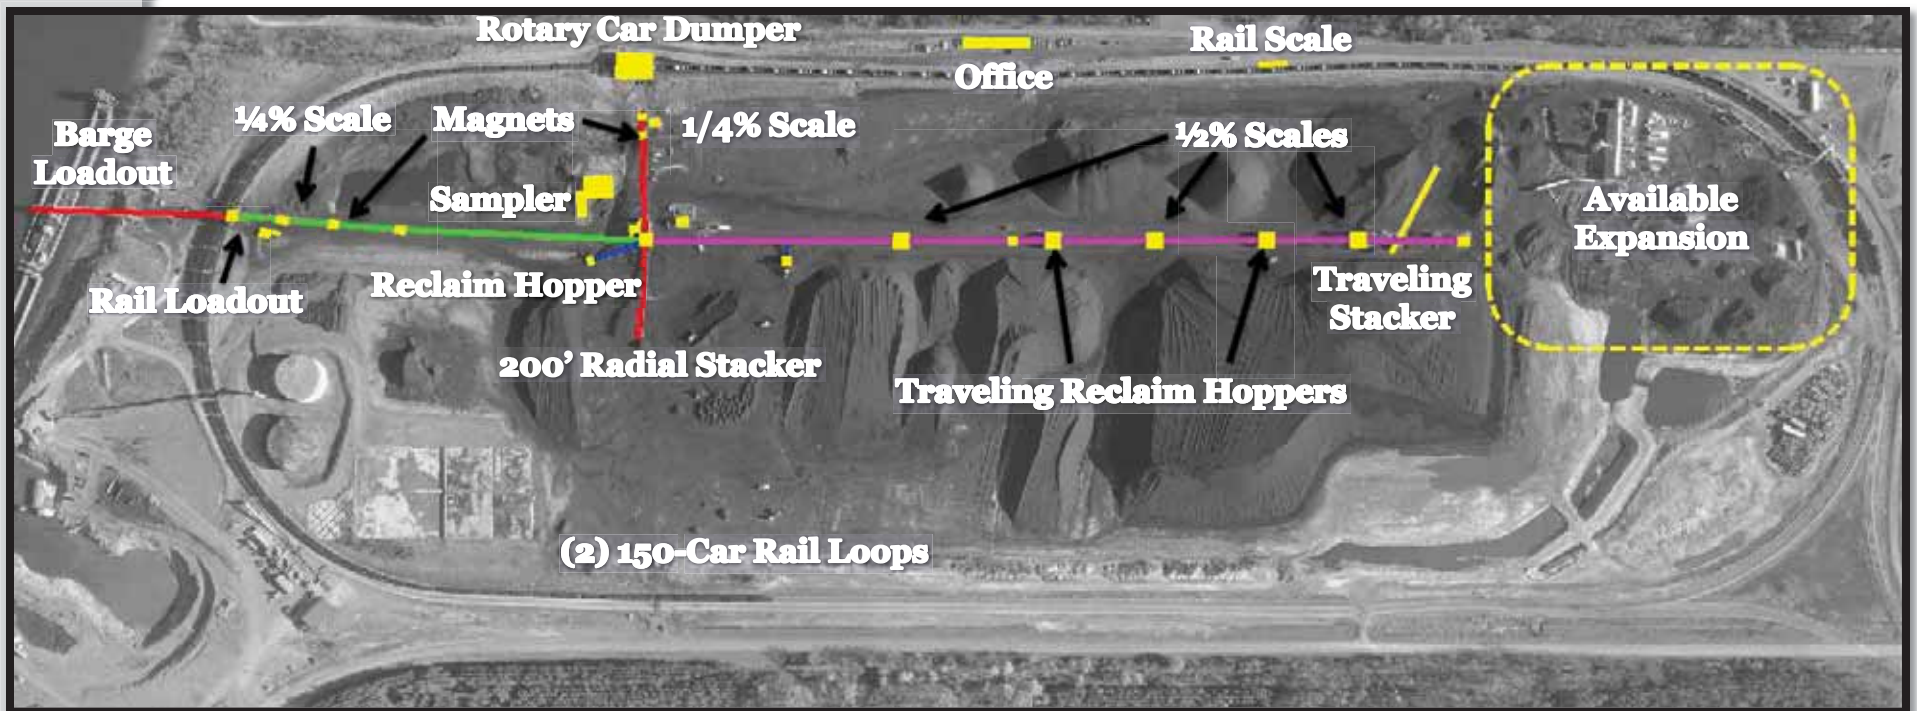 Rotary Car Dumper
Rail Scale
Office
Barge
Loadout
¼% Scale
Magnets
1/4% Scale
½% Scales
Sampler
Available
Expansion
Reclaim Hopper
Traveling
Stacker
Rail Loadout
200’ Radial Stacker
Traveling Reclaim Hoppers
(2) 150-Car Rail Loops